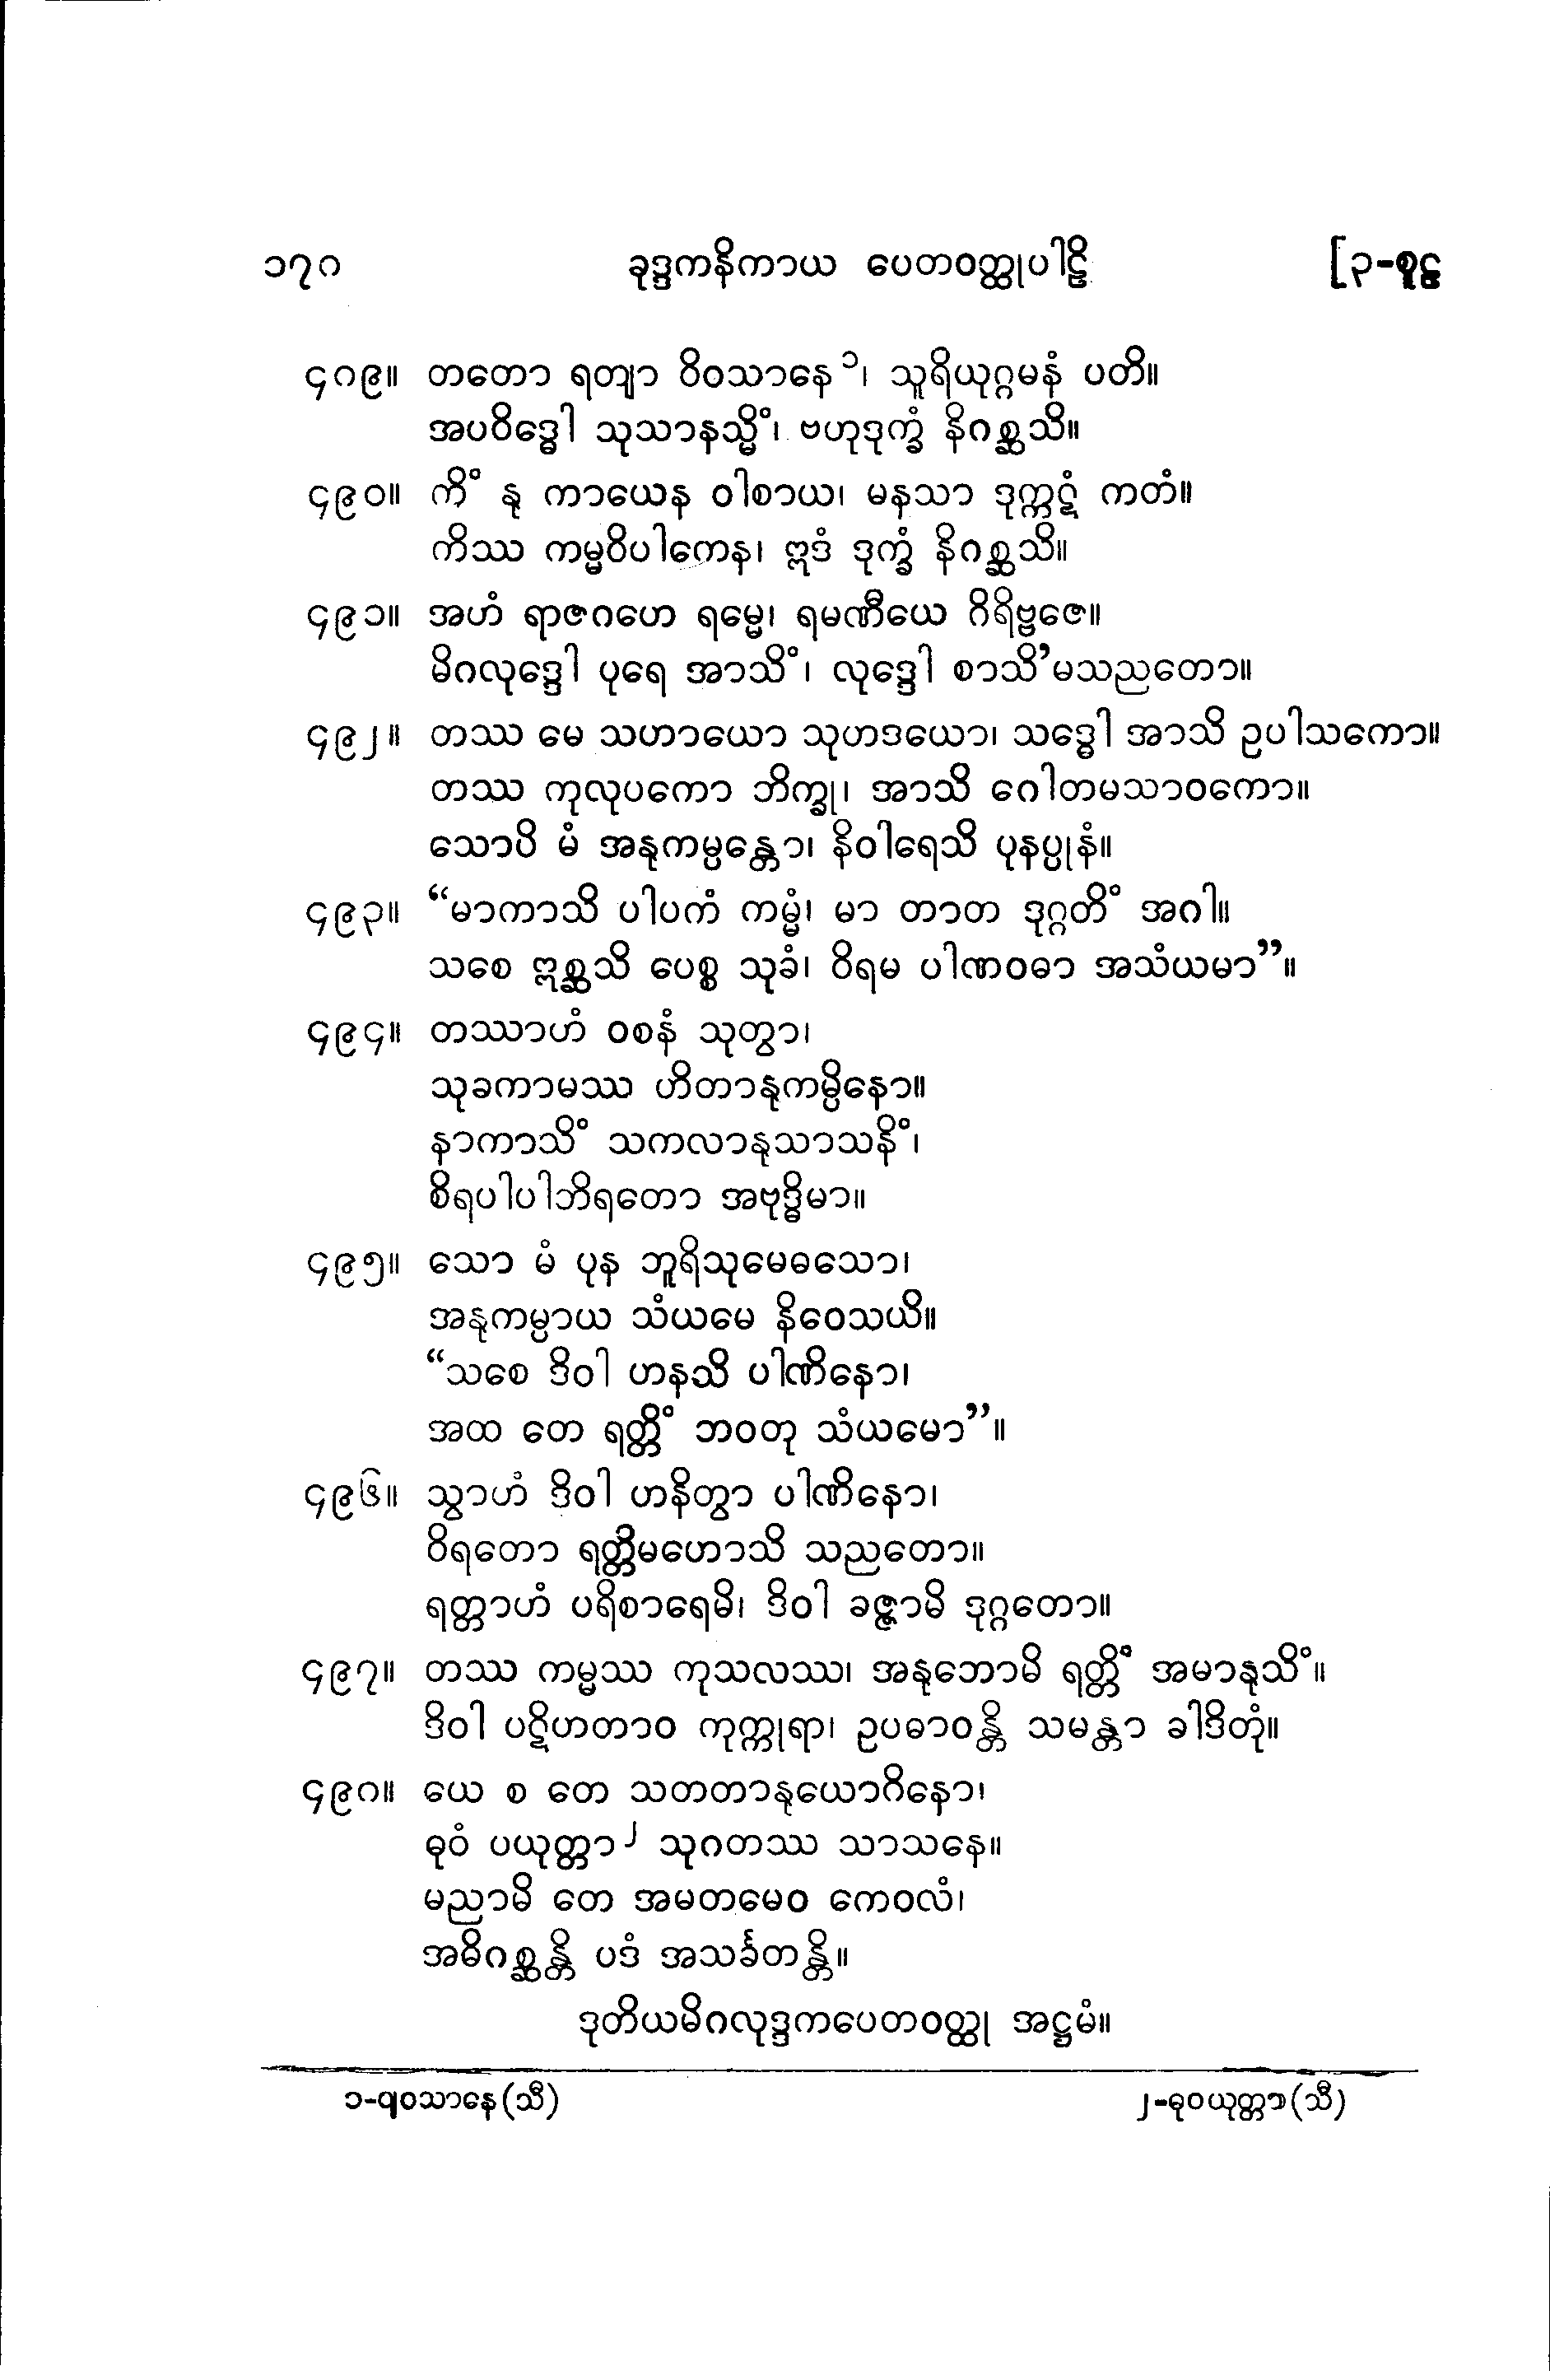 ၁၇၈ ခုဒ္ဒကနိကာယ ပေတဝတ္ထုပါဠိ [၃-စူဠ
၄၈၉။ တတော ရတျာ ဝိဝသာနေ ၁၊ သူရိယုဂ္ဂမနံ ပတိ။
အပဝိဒ္ဓေါ သုသာနသ္မိံ၊ ဗဟုဒုက္ခံ နိဂစ္ဆသိ။
၄၉၀။ ကိံ နု ကာယေန ဝါစာယ၊ မနသာ ဒုက္ကဋံ ကတံ။
ကိဿ ကမ္မဝိပါကေန၊ ဣဒံ ဒုက္ခံ နိဂစ္ဆသိ။
၄၉၁။ အဟံ ရာဇဂဟေ ရမ္မေ၊ ရမဏီယေ ဂိရိဗ္ဗဇေ။
မိဂလုဒ္ဒေါ ပုရေ အာသိံ၊ လုဒ္ဒေါ စာသိ’မသညတော။
၄၉၂။ တဿ မေ သဟာယော သုဟဒယော၊ သဒ္ဓေါ အာသိ ဥပါသကော။
တဿ ကုလုပကော ဘိက္ခု၊ အာသိ ဂေါတမသာဝကော။
သောပိ မံ အနုကမ္ပန္တော၊ နိဝါရေသိ ပုနပ္ပုနံ။
၄၉၃။ “မာကာသိ ပါပကံ ကမ္မံ၊ မာ တာတ ဒုဂ္ဂတိံ အဂါ။
သစေ ဣစ္ဆသိ ပေစ္စ သုခံ၊ ဝိရမ ပါဏဝဓာ အသံယမာ”။
၄၉၄။ တဿာဟံ ဝစနံ သုတွာ၊
သုခကာမဿ ဟိတာနုကမ္ပိနော။
နာကာသိံ သကလာနုသာသနိံ၊
စိရပါပါဘိရတော အဗုဒ္ဓိမာ။
၄၉၅။ သော မံ ပုန ဘူရိသုမေဓသော၊
အနုကမ္ပာယ သံယမေ နိဝေသယိ။
“သစေ ဒိဝါ ဟနသိ ပါဏိနော၊
အထ တေ ရတ္တိံ ဘဝတု သံယမော”။
၄၉၆။ သွာဟံ ဒိဝါ ဟနိတွာ ပါဏိနော၊
ဝိရတော ရတ္တိမဟောသိ သညတော။
ရတ္တာဟံ ပရိစာရေမိ၊ ဒိဝါ ခဇ္ဇာမိ ဒုဂ္ဂတော။
၄၉၇။ တဿ ကမ္မဿ ကုသလဿ၊ အနုဘောမိ ရတ္တိံ အမာနုသိံ။
ဒိဝါ ပဋိဟတာဝ ကုက္ကုရာ၊ ဥပဓာဝန္တိ သမန္တာ ခါဒိတုံ။
၄၉၈။ ယေ စ တေ သတတာနုယောဂိနော၊
ဓုဝံ ပယုတ္တာ ၂ သုဂတဿ သာသနေ။
မညာမိ တေ အမတမေဝ ကေဝလံ၊
အဓိဂစ္ဆန္တိ ပဒံ အသင်္ခတန္တိ။
ဒုတိယမိဂလုဒ္ဒကပေတဝတ္ထု အဋ္ဌမံ။
၁-ဗျဝသာနေ(သီ) ၂-ဓုဝယုတ္တာ(သီ)